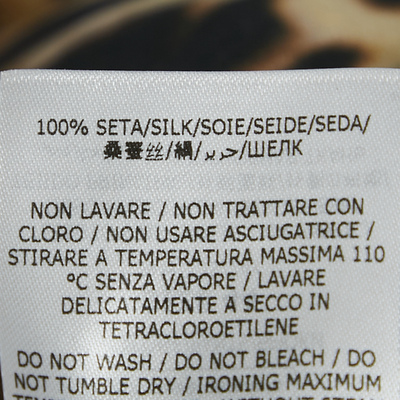 100% SETA/SILK/SOIE/SEIDE/SEDA/
桑蚕丝/絹/حرير/ШЕЛК
NON LAVARE / NON TRATTARE CON
CLORO / NON USARE ASCIUGATRICE /
STIRARE A TEMPERATURA MASSIMA 110
ºC SENZA VAPORE / LAVARE
DELICATAMENTE A SECCO IN
TETRACLOROETILENE
DO NOT WASH / DO NOT BLEACH / DO
NOT TUMBLE DRY / IRONING MAXIMUM